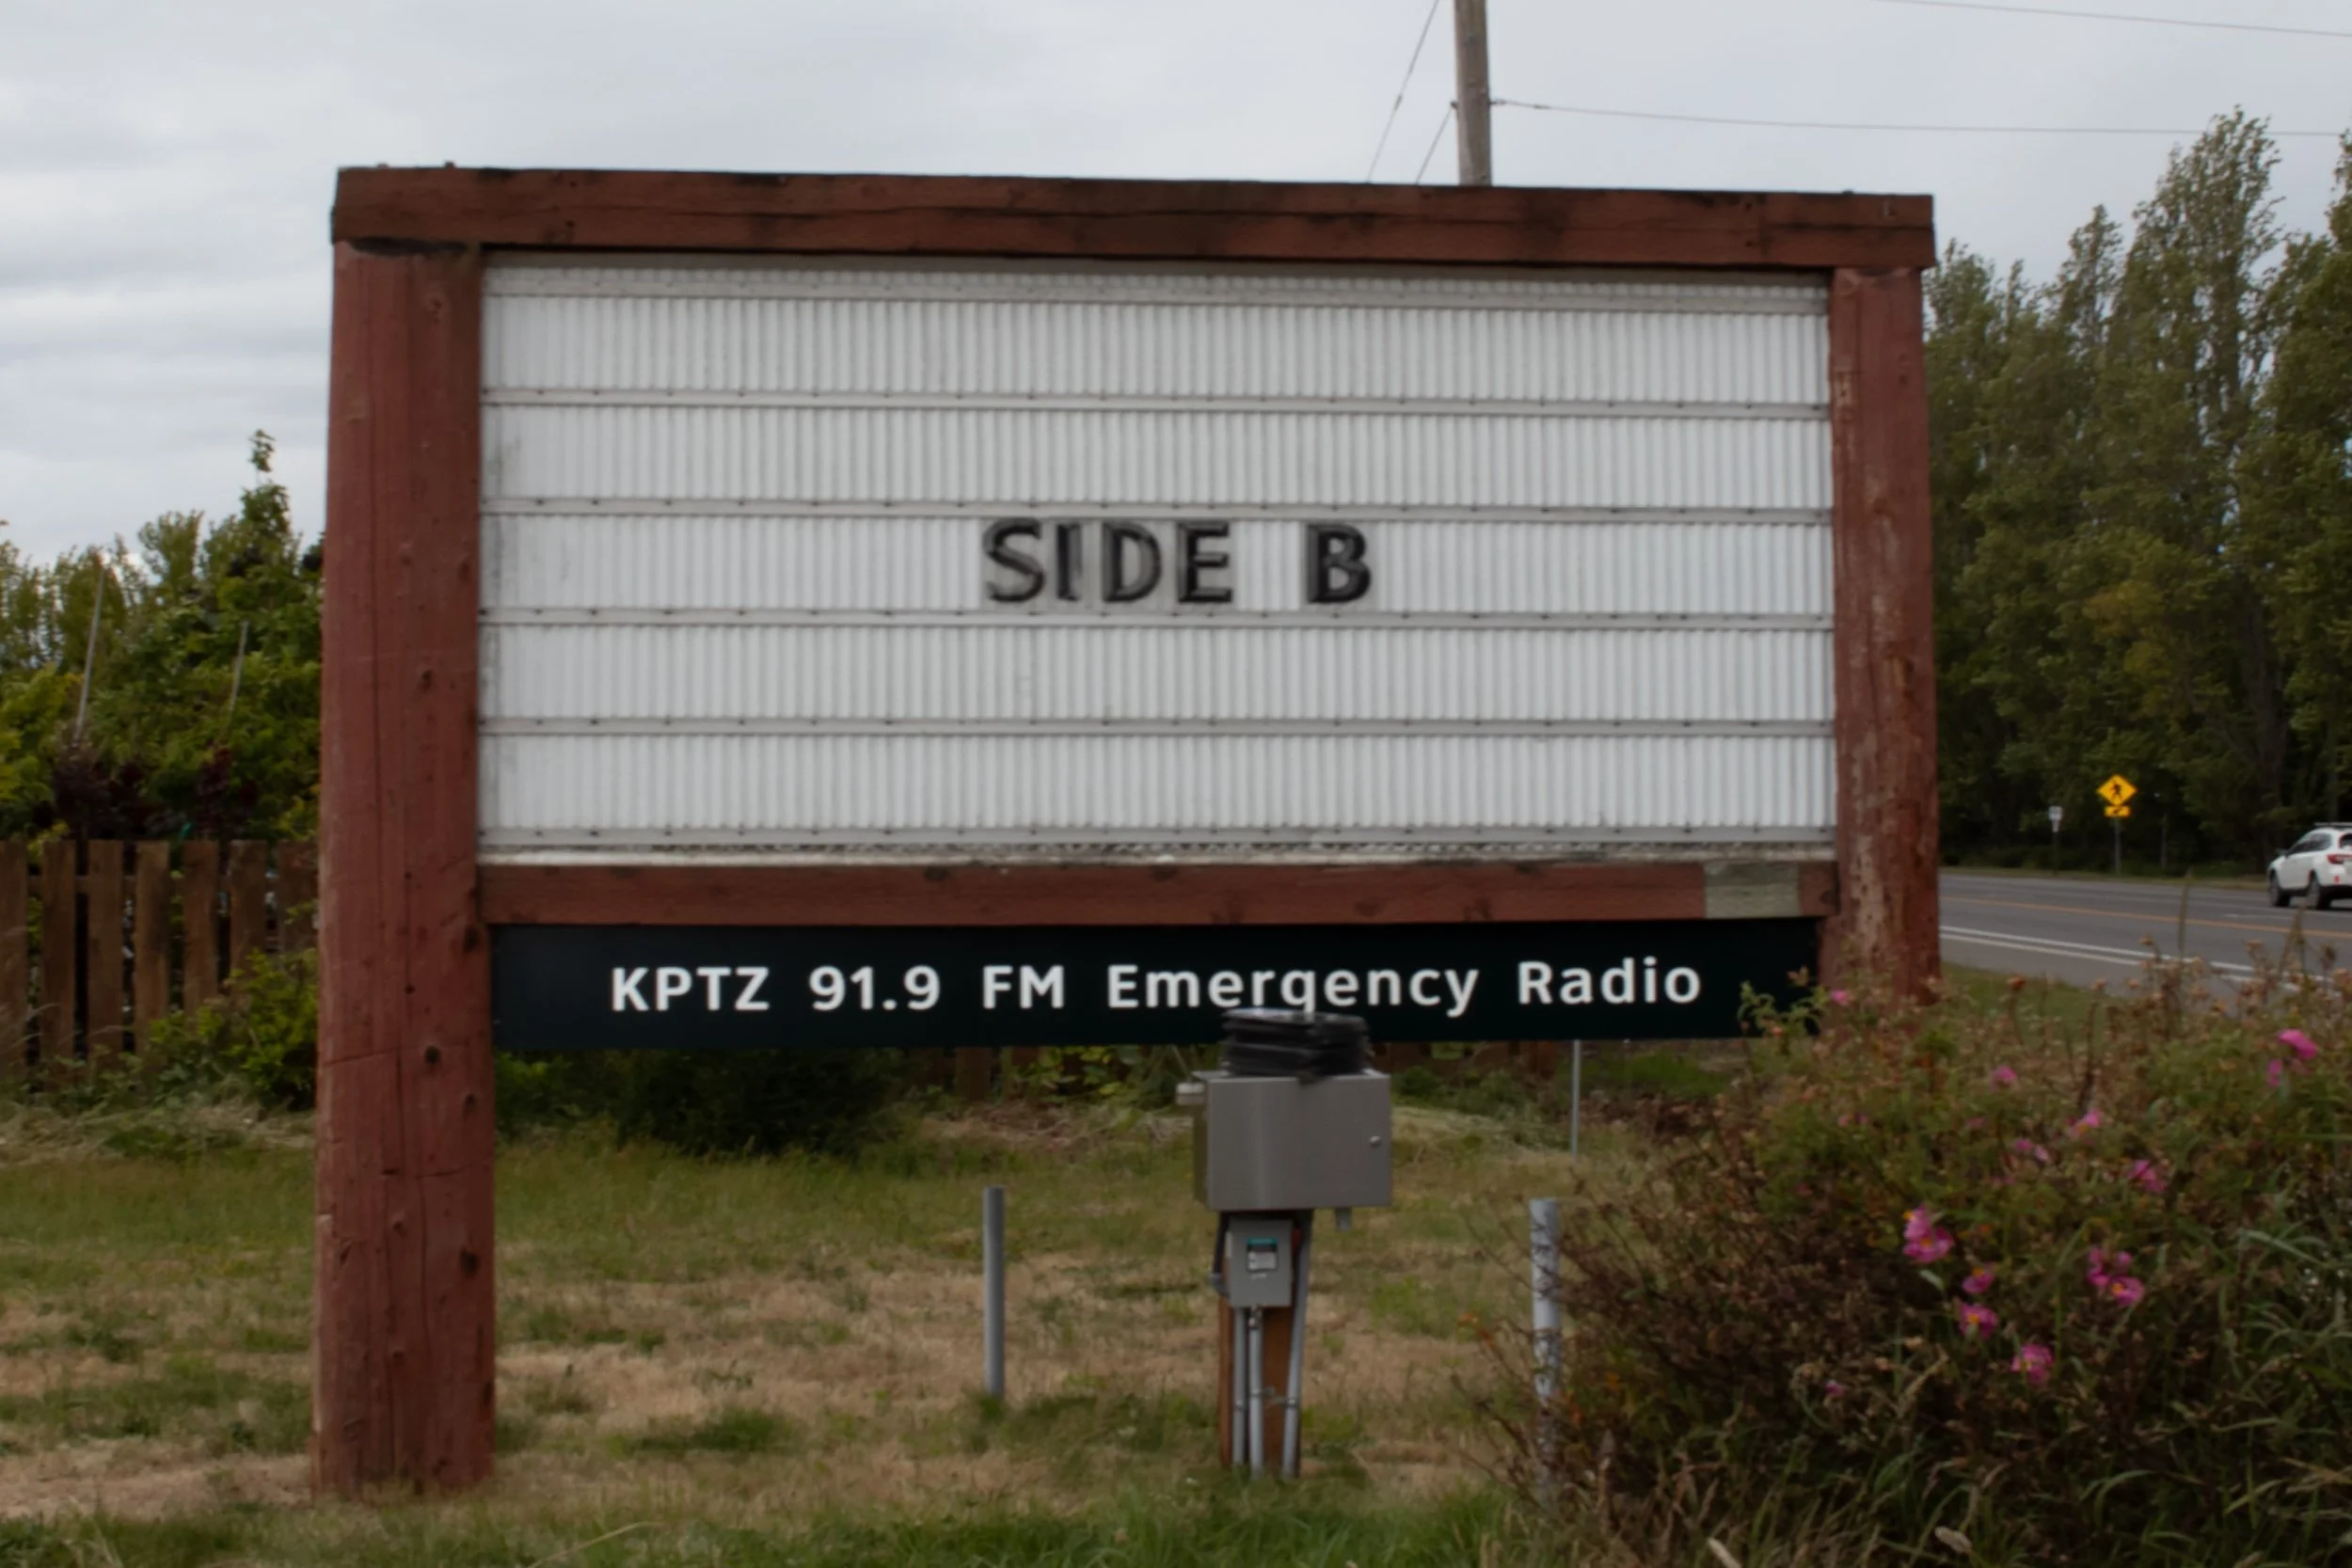 SIDE B
KPTZ 91.9 FM Emergency Radio